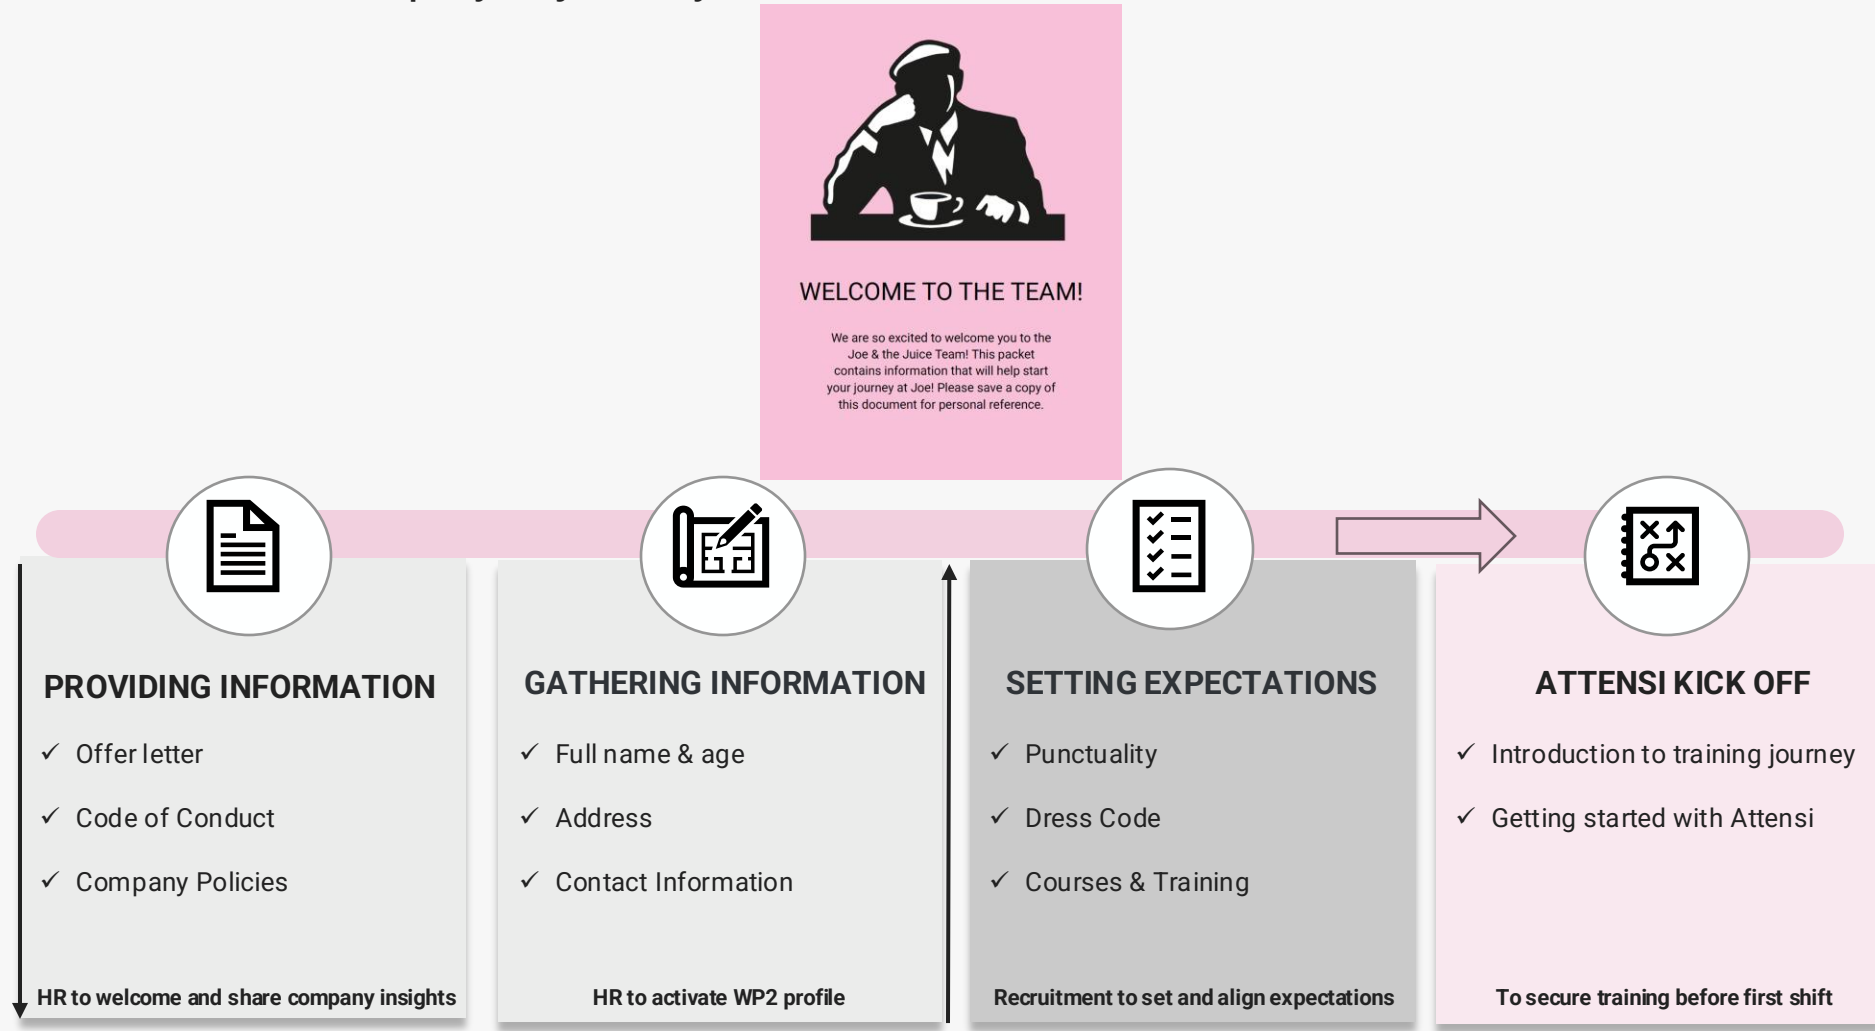 WELCOME TO THE TEAM!
We are so excited to welcome you to the
Joe & the Juice Team! This packet
contains information that will help start
your journey at Joe! Please save a copy of
this document for personal reference.
PROVIDING INFORMATION
✓ Offer letter
✓ Code of Conduct
✓ Company Policies
HR to welcome and share company insights
GATHERING INFORMATION
✓ Full name & age
✓ Address
✓ Contact Information
HR to activate WP2 profile
SETTING EXPECTATIONS
✓ Punctuality
✓ Dress Code
✓ Courses & Training
Recruitment to set and align expectations
ATTENSI KICK OFF
✓ Introduction to training journey
✓ Getting started with Attensi
To secure training before first shift